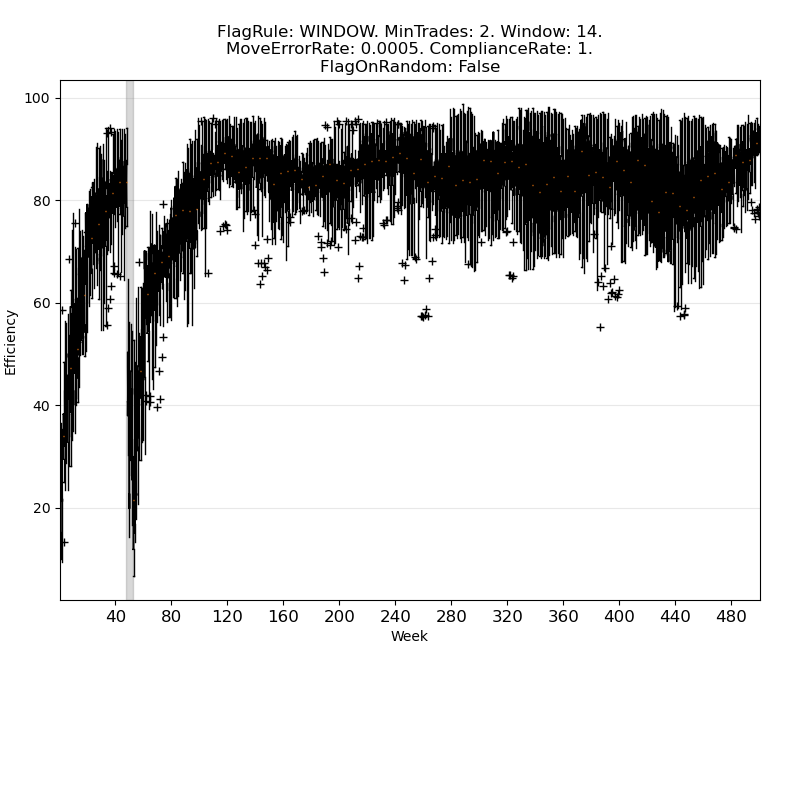 FlagRule: WINDOW. MinTrades: 2. Window: 14.
MoveErrorRate: 0.0005. ComplianceRate: 1.
FlagOnRandom: False
100
80
60
40
20
Efficiency
40 80 120 160 200 240 280 320 360 400 440 480
Week